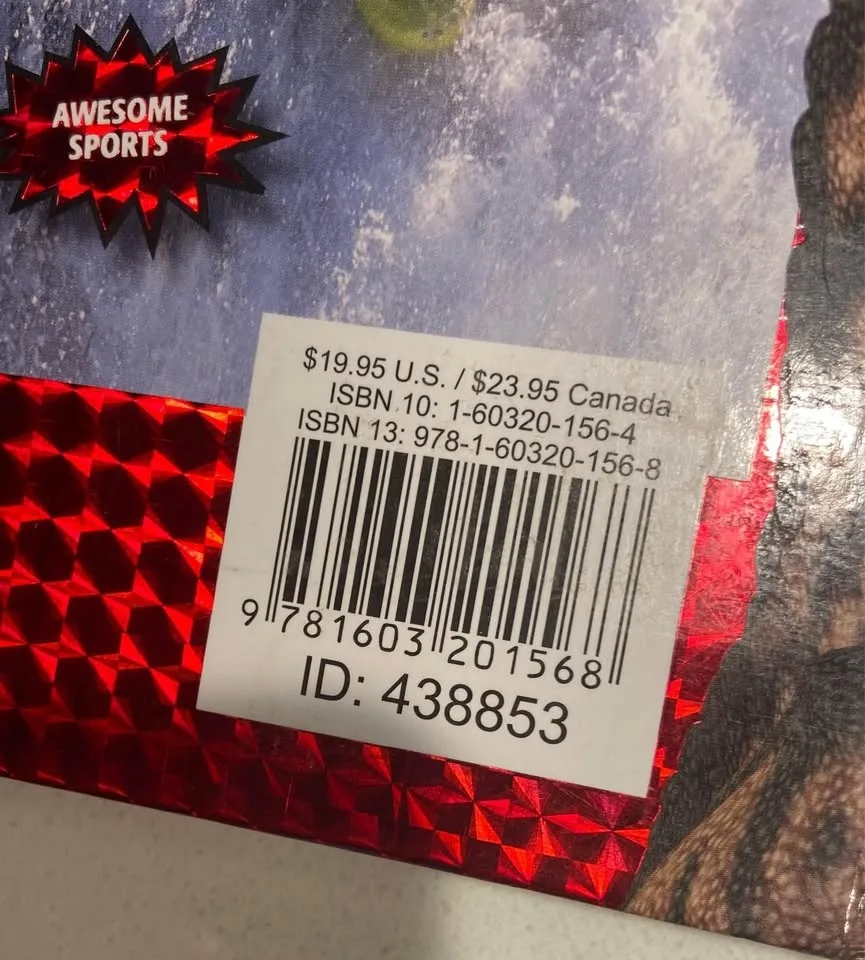 AWESOME
SPORTS
$19.95 U.S. / $23.95 Canada
ISBN 10: 1-60320-156-4
ISBN 13: 978-1-60320-156-8
9 781603 201568
ID: 438853